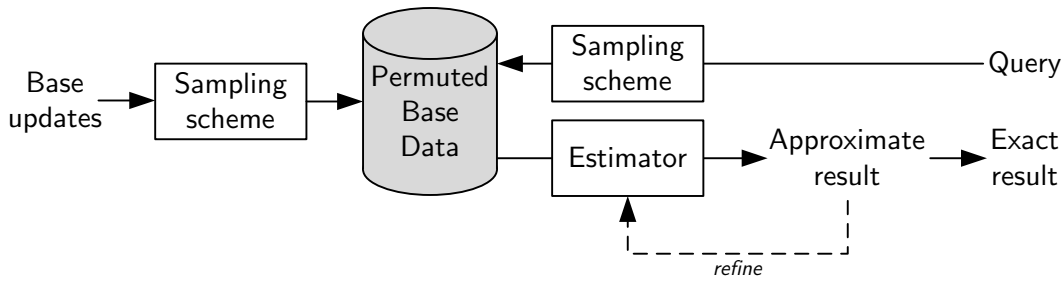 Base
updates
Sampling
scheme
Permuted
Base
Data
Sampling
scheme
Query
Estimator
Approximate
result
Exact
result
refine